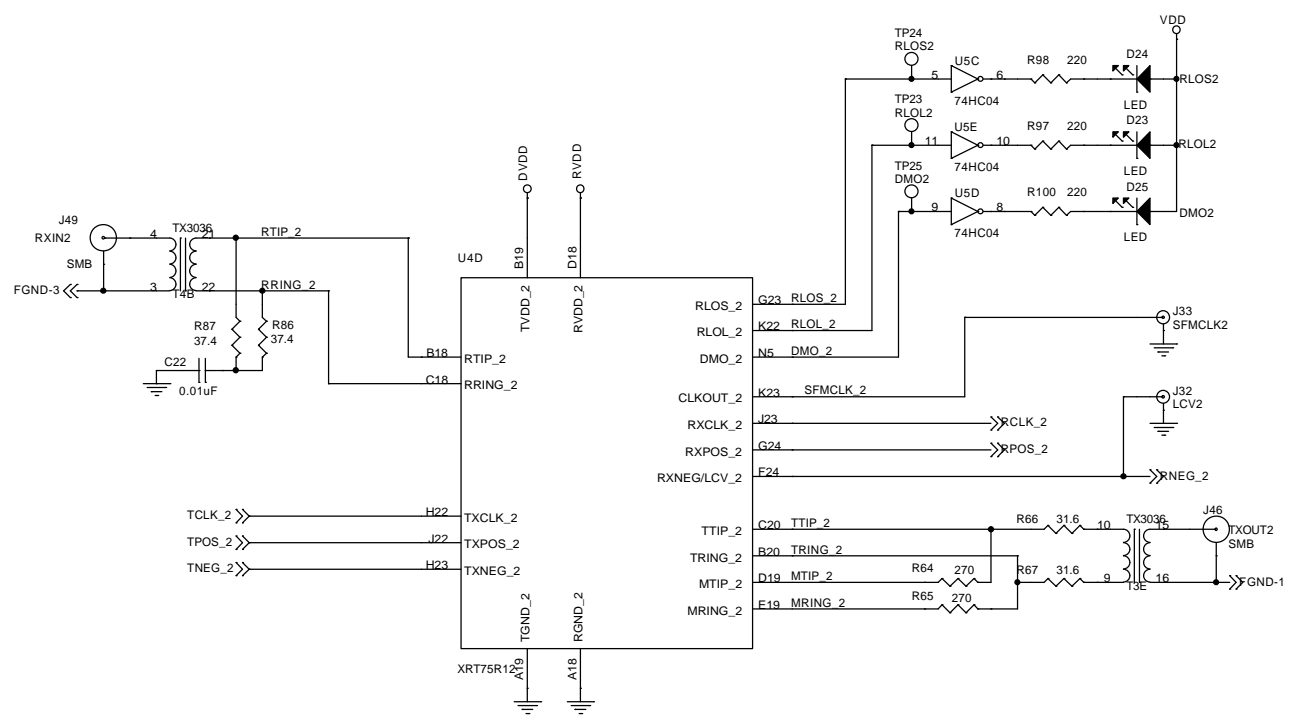 VDD
TP24
RLOS2
5
U5C
6
74HC04
R98 220
D24
LED
RLOS2
TP23
RLOL2
11
U5E
10
74HC04
R97 220
D23
LED
RLOL2
TP25
DMO2
9
U5D
8
74HC04
R100 220
D25
LED
DMO2
DVDD
RVDD
J49
RXIN2
SMB
FGND-3
4
TX3036
21
3
T4B
22
RTIP_2
RRING_2
R87
37.4
R86
37.4
C22
0.01uF
U4D
B19
D18
TVDD_2
RVDD_2
B18 RTIP_2
C18 RRING_2
TCLK_2 H22 TXCLK_2
TPOS_2 J22 TXPOS_2
TNEG_2 H23 TXNEG_2
TGND_2
RGND_2
A19
A18
XRT75R12
RLOS_2 G23 RLOS_2
RLOL_2 K22 RLOL_2
DMO_2 N5 DMO_2
CLKOUT_2 K23 SFMCLK_2
RXCLK_2 J23 RCLK_2
RXPOS_2 G24 RPOS_2
RXNEG/LCV_2 F24 RNEG_2
J33
SFMCLK2
J32
LCV2
TTIP_2 C20 TTIP_2
TRING_2 B20 TRING_2
MTIP_2 D19 MTIP_2
MRING_2 E19 MRING_2
R64 270
R65 270
R66 31.6
R67 31.6
10
TX3036
15
9
T3E
16
J46
TXOUT2
SMB
FGND-1